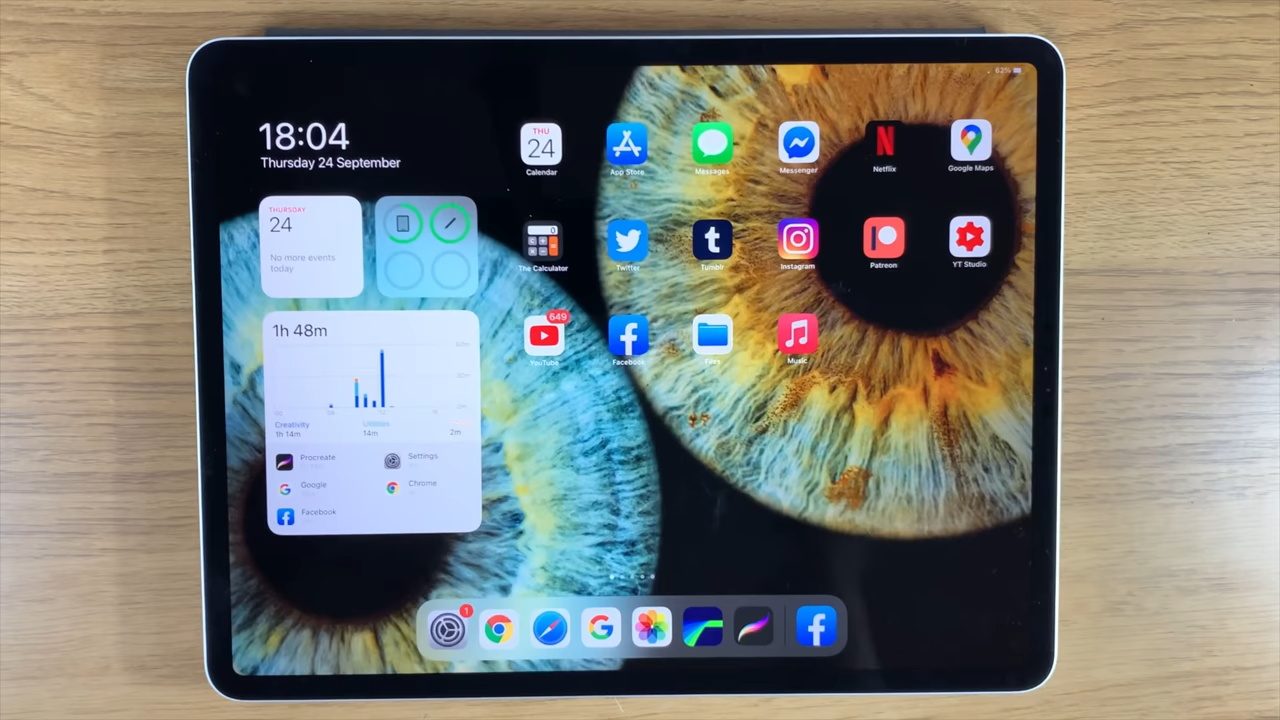 62%
18:04
Thursday 24 September
THURSDAY
24
No more events
today
1h 48m
Creativity
1h 14m
14m
2m
Procreate
Settings
Google
Chrome
Facebook
THU
24
Calendar
App Store
Messages
Messenger
N
Netflix
Google Maps
0
The Calculator
Twitter
t
Tumblr
Instagram
Patreon
YT Studio
649
YouTube
f
Facebook
Files
Music
1
G
f